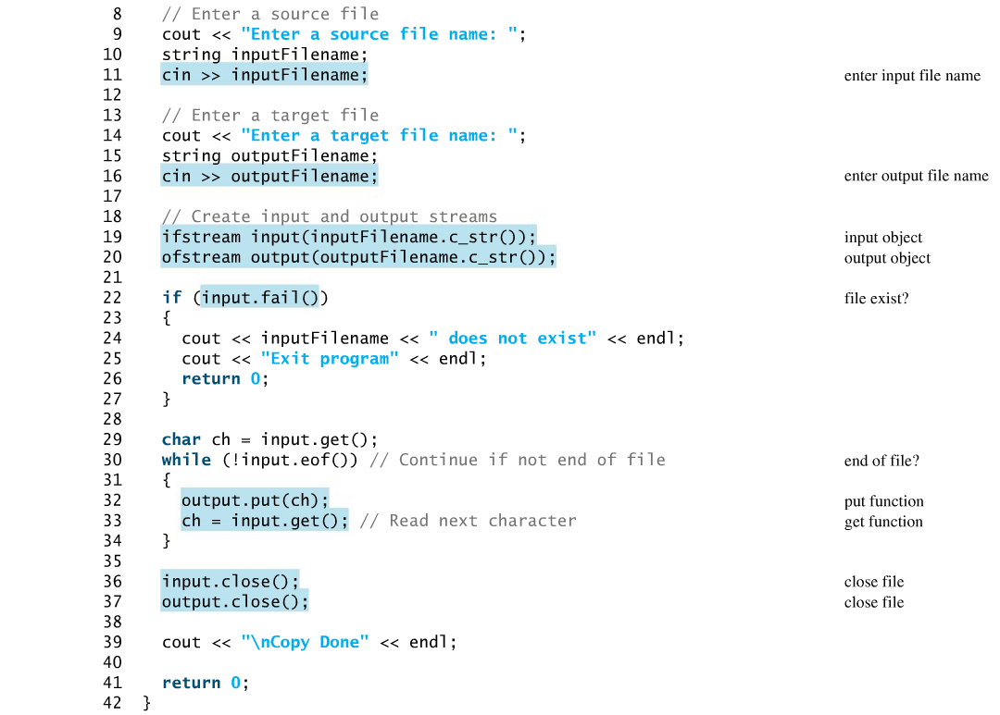 8 // Enter a source file
9 cout << "Enter a source file name: ";
10 string inputFilename;
11 cin >> inputFilename; enter input file name
12
13 // Enter a target file
14 cout << "Enter a target file name: ";
15 string outputFilename;
16 cin >> outputFilename; enter output file name
17
18 // Create input and output streams
19 ifstream input(inputFilename.c_str()); input object
20 ofstream output(outputFilename.c_str()); output object
21
22 if (input.fail()) file exist?
23 {
24 cout << inputFilename << " does not exist" << endl;
25 cout << "Exit program" << endl;
26 return 0;
27 }
28
29 char ch = input.get();
30 while (!input.eof()) // Continue if not end of file end of file?
31 {
32 output.put(ch); put function
33 ch = input.get(); // Read next character get function
34 }
35
36 input.close(); close file
37 output.close(); close file
38
39 cout << "\nCopy Done" << endl;
40
41 return 0;
42 }